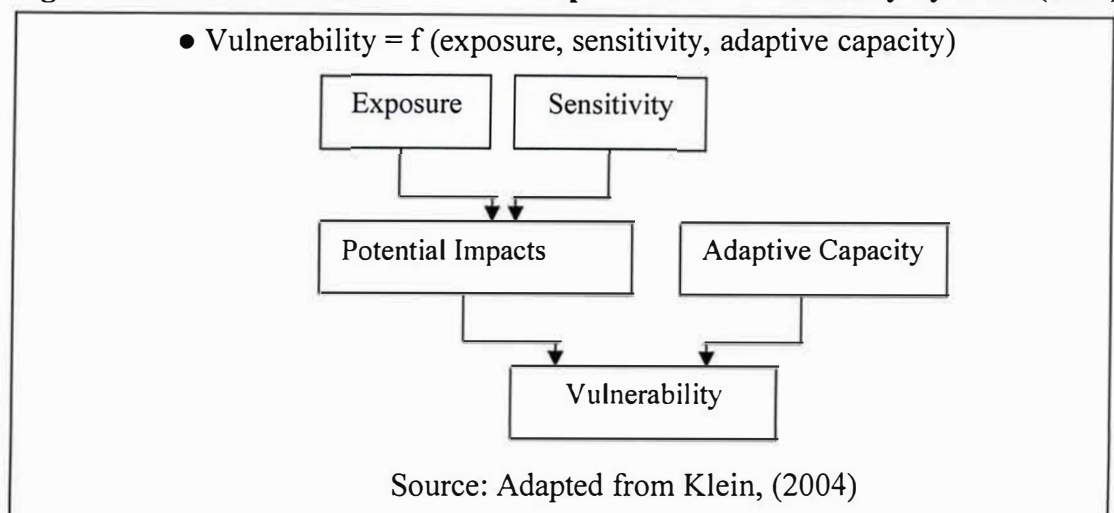 ● Vulnerability = f (exposure, sensitivity, adaptive capacity)
Exposure Sensitivity
Potential Impacts Adaptive Capacity
Vulnerability
Source: Adapted from Klein, (2004)